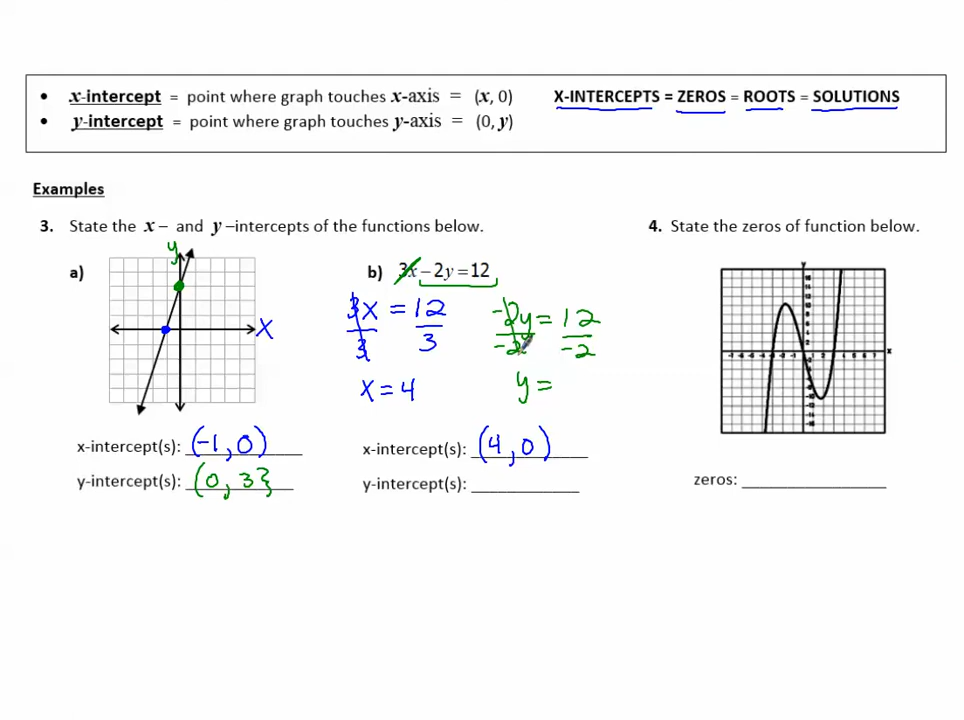 • x-intercept = point where graph touches x-axis = (x, 0) X-INTERCEPTS = ZEROS = ROOTS = SOLUTIONS
• y-intercept = point where graph touches y-axis = (0, y)
Examples
3. State the x – and y –intercepts of the functions below.
4. State the zeros of function below.
a)
y
X
b) 3x – 2y = 12
3X = 12
3 3
x = 4
-2y = 12
-2 -2
y =
x-intercept(s): (-1, 0)
y-intercept(s): (0, 3)
x-intercept(s): (4, 0)
y-intercept(s): ____________
y
x
zeros: ________________